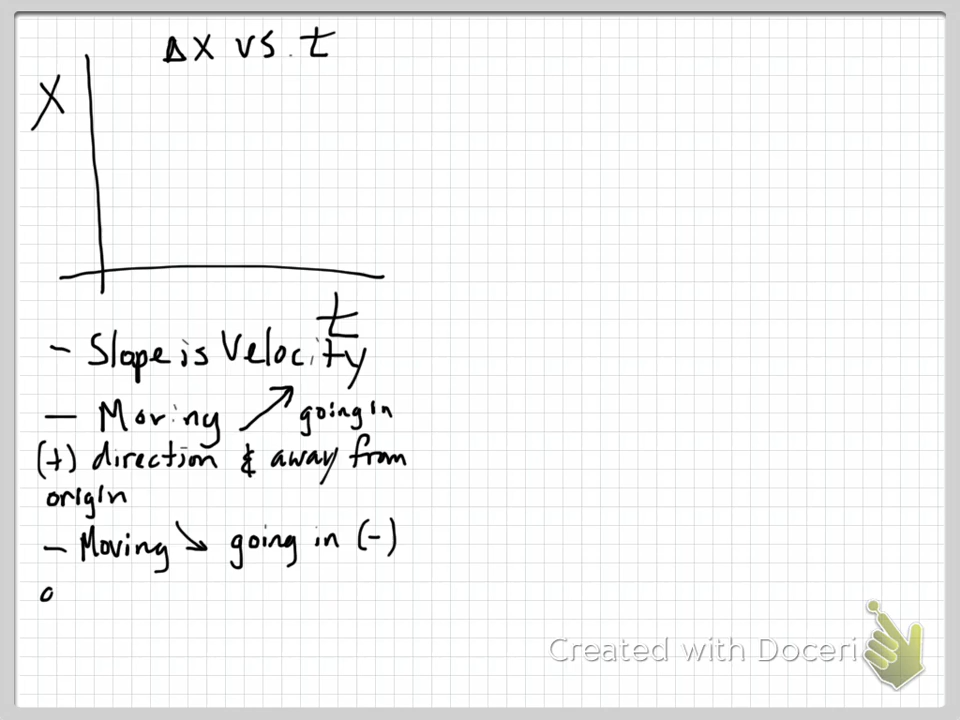 Δx vs. t
X
t
- Slope is Velocity
- Moving ↗ going in
(+) direction & away from
origin
- Moving ↘ going in (-)
Created with Doceri